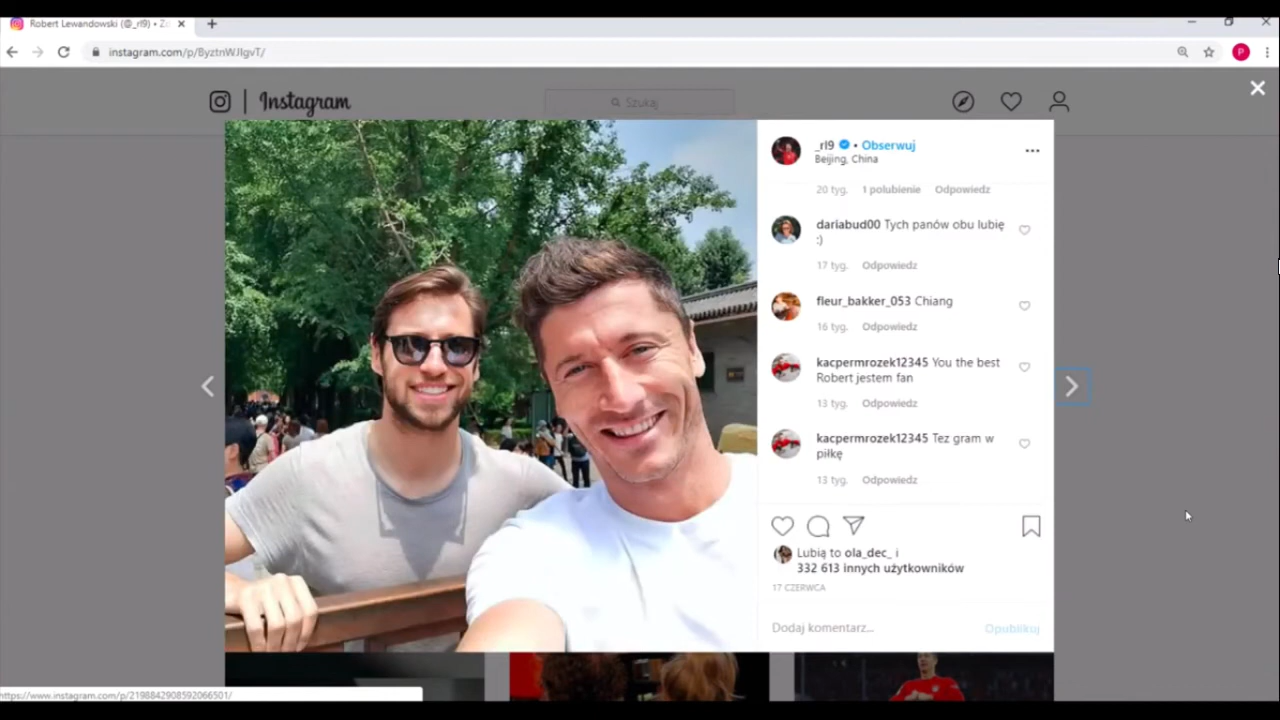 Robert Lewandowski (@_rl9) • Z
instagram.com/p/ByztnWJIgvT/
P
Instagram
Szukaj
_rl9 • Obserwuj
Beijing, China
20 tyg. 1 polubienie Odpowiedz
dariabud00 Tych panów obu lubię
:)
17 tyg. Odpowiedz
fleur_bakker_053 Chiang
16 tyg. Odpowiedz
kacpermrozek12345 You the best
Robert jestem fan
13 tyg. Odpowiedz
kacpermrozek12345 Tez gram w
piłkę
13 tyg. Odpowiedz
Lubią to ola_dec_ i
332 613 innych użytkowników
17 CZERWCA
Dodaj komentarz...
Opublikuj
https://www.instagram.com/p/2198842908592066501/